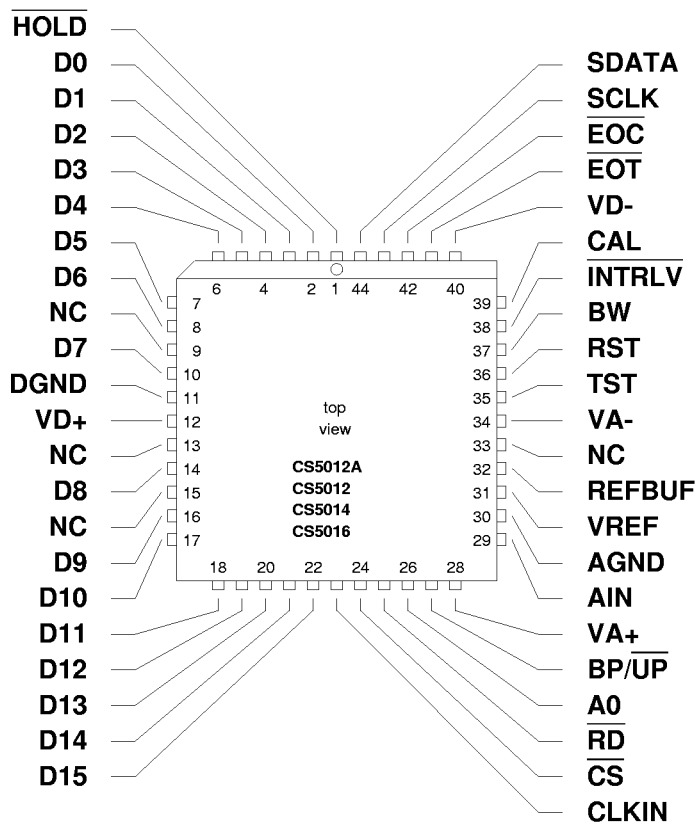 HOLD
D0
D1
D2
D3
D4
D5
D6
NC
D7
DGND
VD+
NC
D8
NC
D9
D10
D11
D12
D13
D14
D15
SDATA
SCLK
EOC
EOT
VD-
CAL
INTRLV
BW
RST
TST
VA-
NC
REFBUF
VREF
AGND
AIN
VA+
BP/UP
A0
RD
CS
CLKIN
6 4 2 1 44 42 40
7
8
9
10
11
12
13
14
15
16
17
39
38
37
36
35
34
33
32
31
30
29
top
view
CS5012A
CS5012
CS5014
CS5016
18 20 22 24 26 28